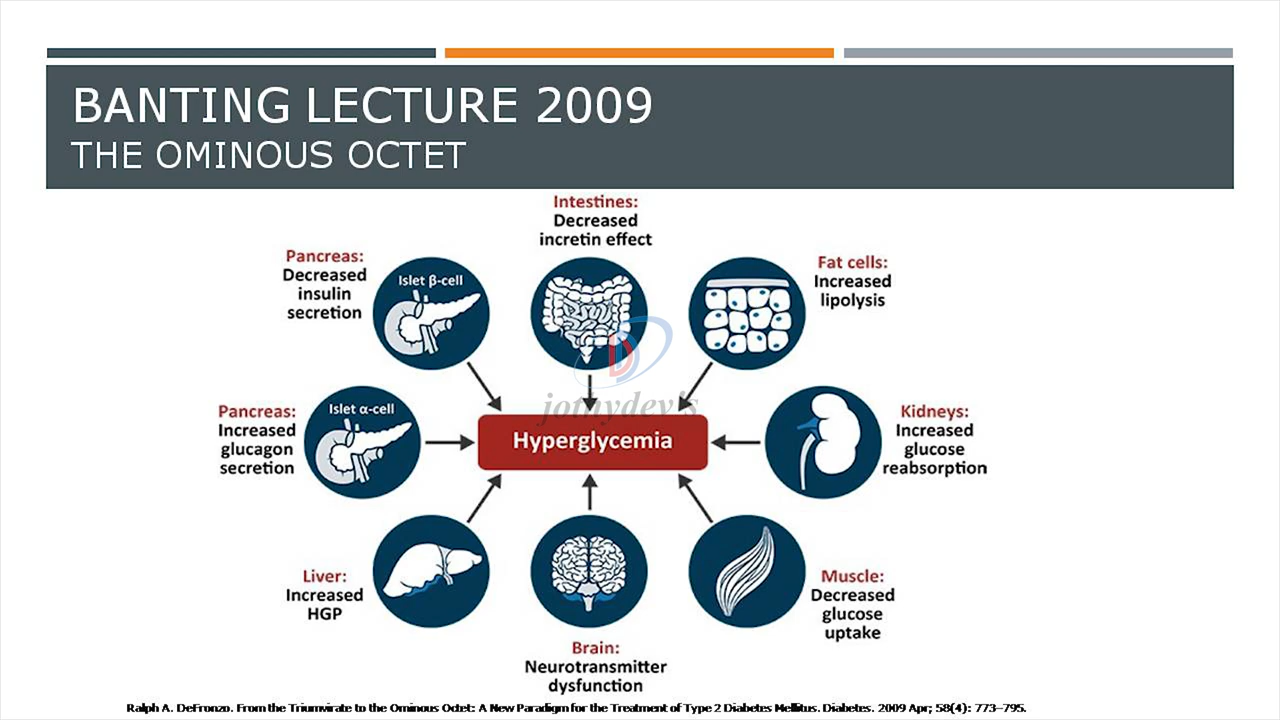 BANTING LECTURE 2009
THE OMINOUS OCTET
Intestines:
Decreased
incretin effect
Pancreas:
Decreased
insulin
secretion
Islet β-cell
Fat cells:
Increased
lipolysis
jothydev's
Pancreas:
Increased
glucagon
secretion
Islet α-cell
Hyperglycemia
Kidneys:
Increased
glucose
reabsorption
Liver:
Increased
HGP
Muscle:
Decreased
glucose
uptake
Brain:
Neurotransmitter
dysfunction
Ralph A. DeFronzo. From the Triumvirate to the Ominous Octet: A New Paradigm for the Treatment of Type 2 Diabetes Mellitus. Diabetes. 2009 Apr; 58(4): 773–795.